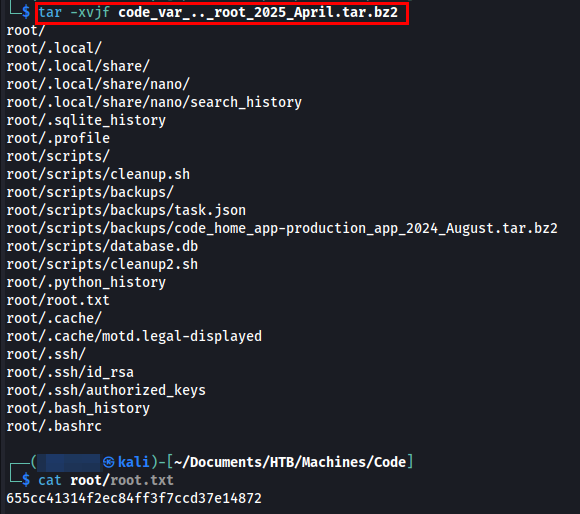 └─$ tar -xvjf code_var_.._root_2025_April.tar.bz2
root/
root/.local/
root/.local/share/
root/.local/share/nano/
root/.local/share/nano/search_history
root/.sqlite_history
root/.profile
root/scripts/
root/scripts/cleanup.sh
root/scripts/backups/
root/scripts/backups/task.json
root/scripts/backups/code_home_app-production_app_2024_August.tar.bz2
root/scripts/database.db
root/scripts/cleanup2.sh
root/.python_history
root/root.txt
root/.cache/
root/.cache/motd.legal-displayed
root/.ssh/
root/.ssh/id_rsa
root/.ssh/authorized_keys
root/.bash_history
root/.bashrc
┌──(㉿kali)-[~/Documents/HTB/Machines/Code]
└─$ cat root/root.txt
655cc41314f2ec84ff3f7ccd37e14872